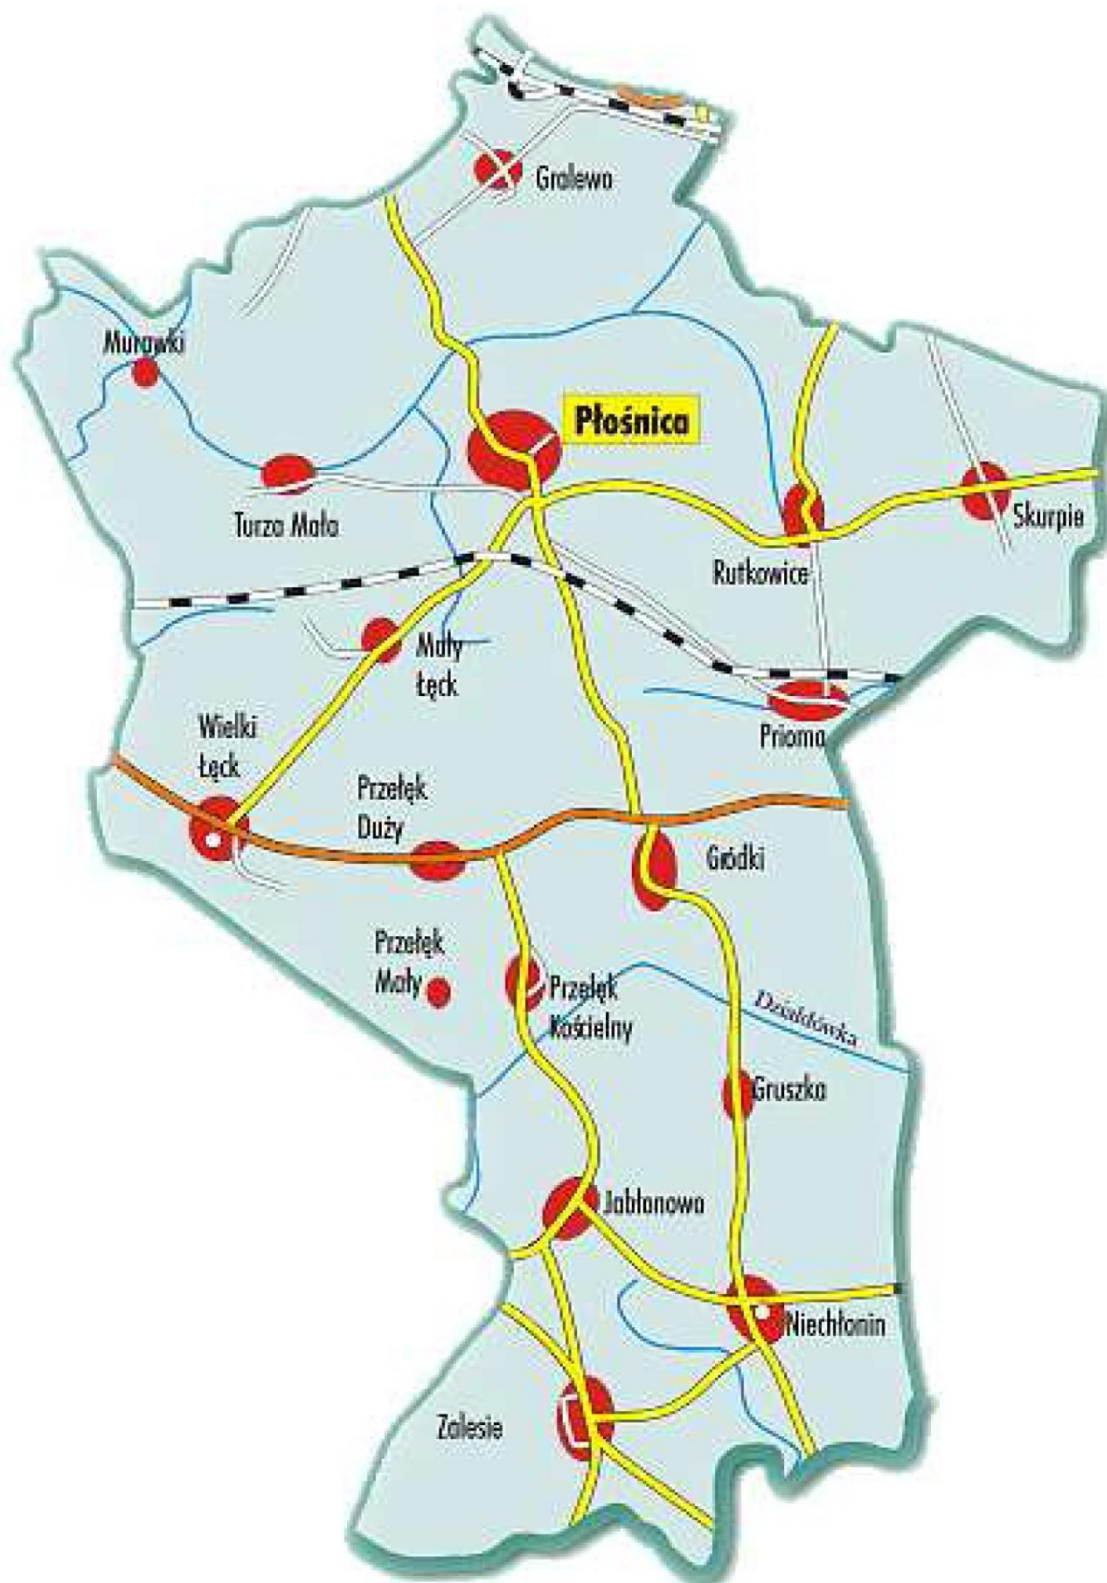 Gralewo
Murawki
Płośnica
Turza Mała
Skurpie
Rutkowice
Mały
Łęck
Wielki
Łęck
Prioma
Przełęk
Duży
Gródki
Przełęk
Mały
Przełęk
Kościelny
Działdówka
Gruszka
Jabłonowo
Niechłonin
Zalesie